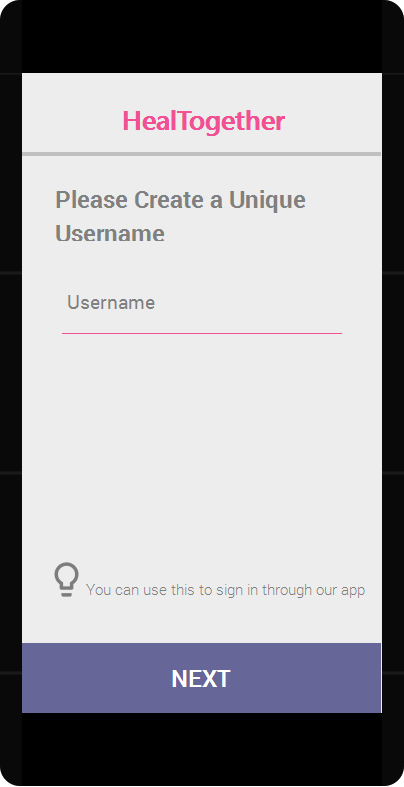 HealTogether
Please Create a Unique
Username
Username
You can use this to sign in through our app
NEXT